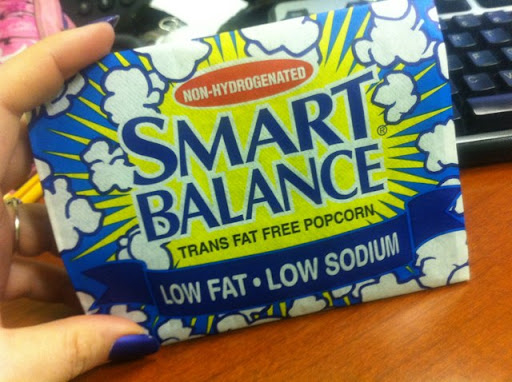 NON-HYDROGENATED
SMART
BALANCE®
TRANS FAT FREE POPCORN
LOW FAT • LOW SODIUM